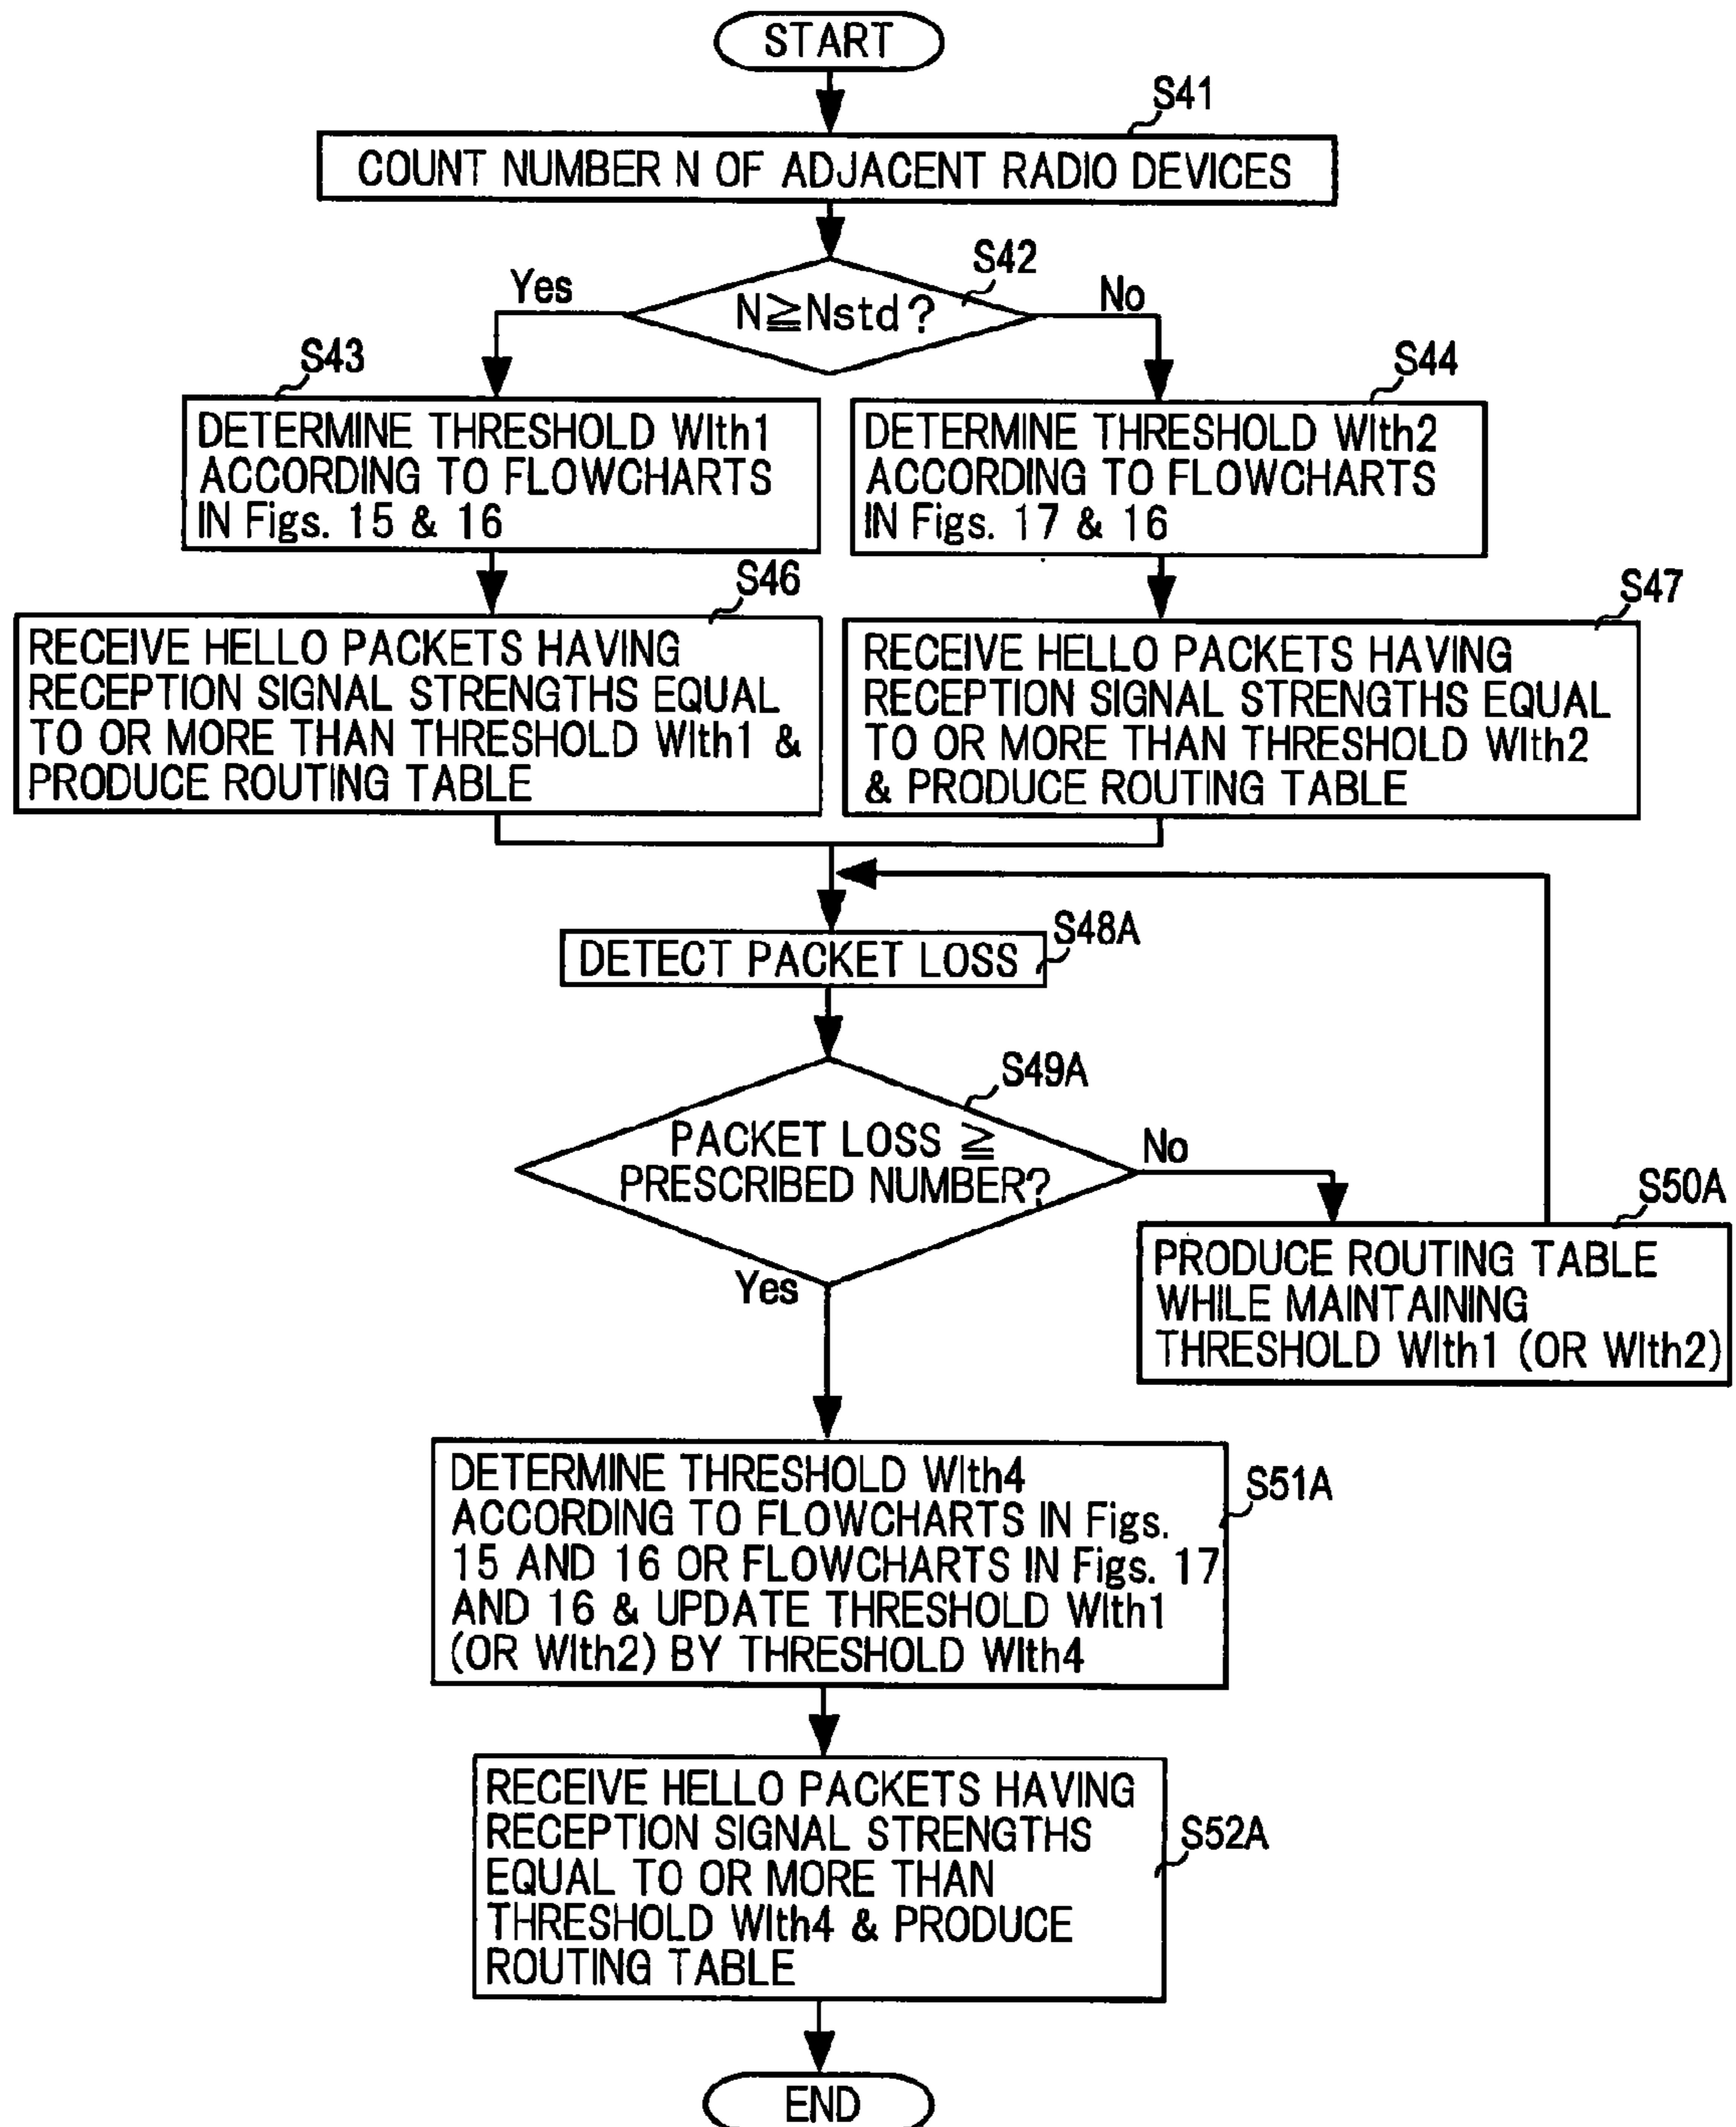 START
S41
COUNT NUMBER N OF ADJACENT RADIO DEVICES
S42
Yes
N≧Nstd?
No
S43
DETERMINE THRESHOLD WIth1
ACCORDING TO FLOWCHARTS
IN Figs. 15 & 16
S44
DETERMINE THRESHOLD WIth2
ACCORDING TO FLOWCHARTS
IN Figs. 17 & 16
S46
RECEIVE HELLO PACKETS HAVING
RECEPTION SIGNAL STRENGTHS EQUAL
TO OR MORE THAN THRESHOLD WIth1 &
PRODUCE ROUTING TABLE
S47
RECEIVE HELLO PACKETS HAVING
RECEPTION SIGNAL STRENGTHS EQUAL
TO OR MORE THAN THRESHOLD WIth2
& PRODUCE ROUTING TABLE
S48A
DETECT PACKET LOSS
S49A
PACKET LOSS ≧
PRESCRIBED NUMBER?
No
Yes
S50A
PRODUCE ROUTING TABLE
WHILE MAINTAINING
THRESHOLD WIth1 (OR WIth2)
S51A
DETERMINE THRESHOLD WIth4
ACCORDING TO FLOWCHARTS IN Figs.
15 AND 16 OR FLOWCHARTS IN Figs. 17
AND 16 & UPDATE THRESHOLD WIth1
(OR WIth2) BY THRESHOLD WIth4
S52A
RECEIVE HELLO PACKETS HAVING
RECEPTION SIGNAL STRENGTHS
EQUAL TO OR MORE THAN
THRESHOLD WIth4 & PRODUCE
ROUTING TABLE
END